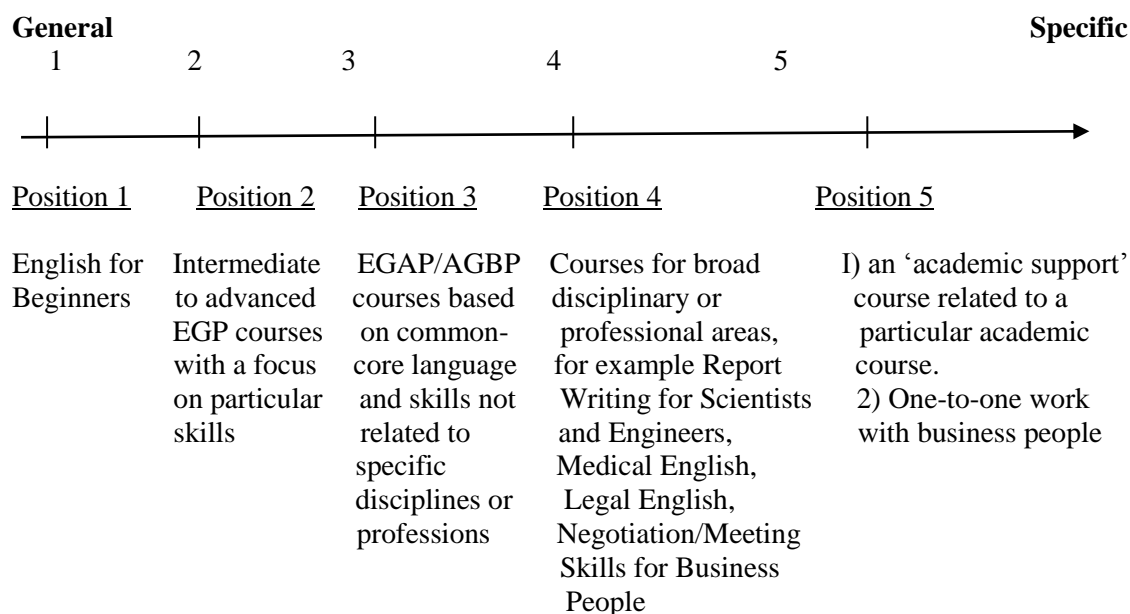 General Specific
1 2 3 4 5
Position 1 Position 2 Position 3 Position 4 Position 5
English for
Beginners
Intermediate
to advanced
EGP courses
with a focus
on particular
skills
EGAP/AGBP
courses based
on common-
core language
and skills not
related to
specific
disciplines or
professions
Courses for broad
disciplinary or
professional areas,
for example Report
Writing for Scientists
and Engineers,
Medical English,
Legal English,
Negotiation/Meeting
Skills for Business
People
I) an ‘academic support’
course related to a
particular academic
course.
2) One-to-one work
with business people